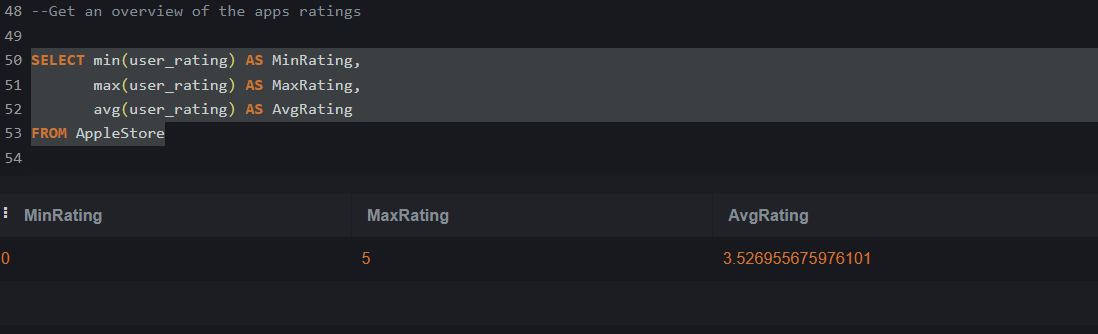 48 --Get an overview of the apps ratings
49
50 SELECT min(user_rating) AS MinRating,
51 max(user_rating) AS MaxRating,
52 avg(user_rating) AS AvgRating
53 FROM AppleStore
54
MinRating MaxRating AvgRating
0 5 3.526955675976101